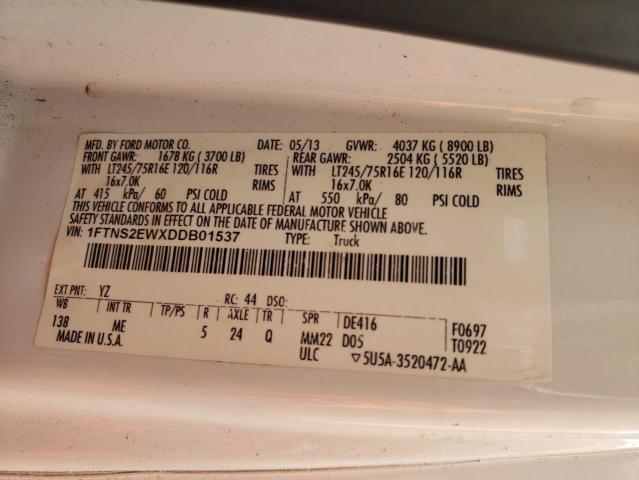 MFD. BY FORD MOTOR CO. DATE: 05/13 GVWR: 4037 KG ( 8900 LB)
FRONT GAWR: 1678 KG ( 3700 LB) REAR GAWR: 2504 KG ( 5520 LB)
WITH LT245/75R16E 120/116R TIRES WITH LT245/75R16E 120/116R TIRES
16x7.0K RIMS 16x7.0K RIMS
AT 415 kPa/ 60 PSI COLD AT 550 kPa/ 80 PSI COLD
THIS VEHICLE CONFORMS TO ALL APPLICABLE FEDERAL MOTOR VEHICLE
SAFETY STANDARDS IN EFFECT ON THE DATE OF MANUFACTURE SHOWN ABOVE.
VIN: 1FTNS2EWXDDB01537 TYPE: Truck
EXT PNT: YZ RC: 44 DSO:
WB INT TR TP/PS R AXLE TR SPR DE416 F0697
138 ME 5 24 Q MM22 D05 T0922
MADE IN U.S.A. ULC ▽5U5A-3520472-AA